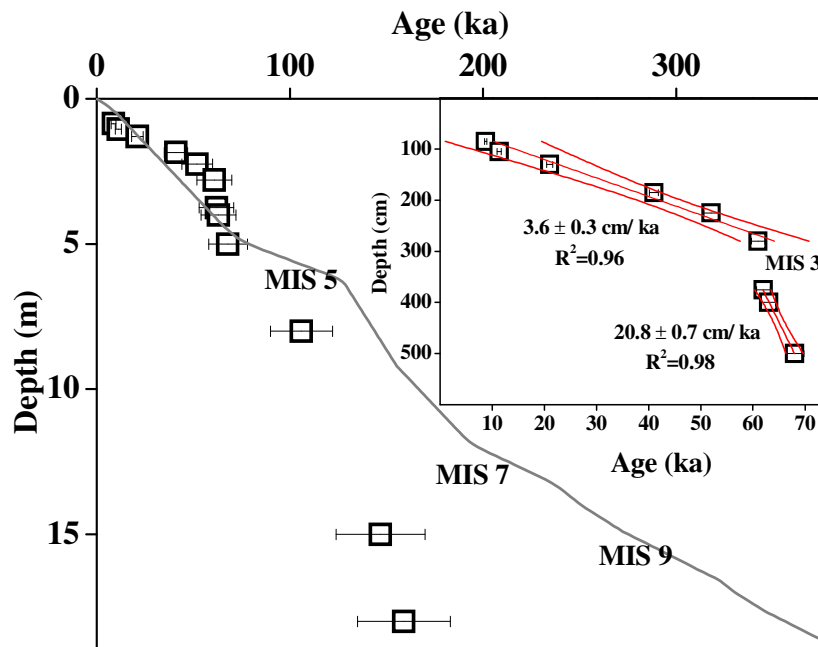 Age (ka)
0 100 200 300
Depth (m)
0
5
10
15
MIS 5
MIS 7
MIS 9
Depth (cm)
100
200
300
400
500
3.6 ± 0.3 cm/ ka
R²=0.96
MIS 3
20.8 ± 0.7 cm/ ka
R²=0.98
10 20 30 40 50 60 70
Age (ka)